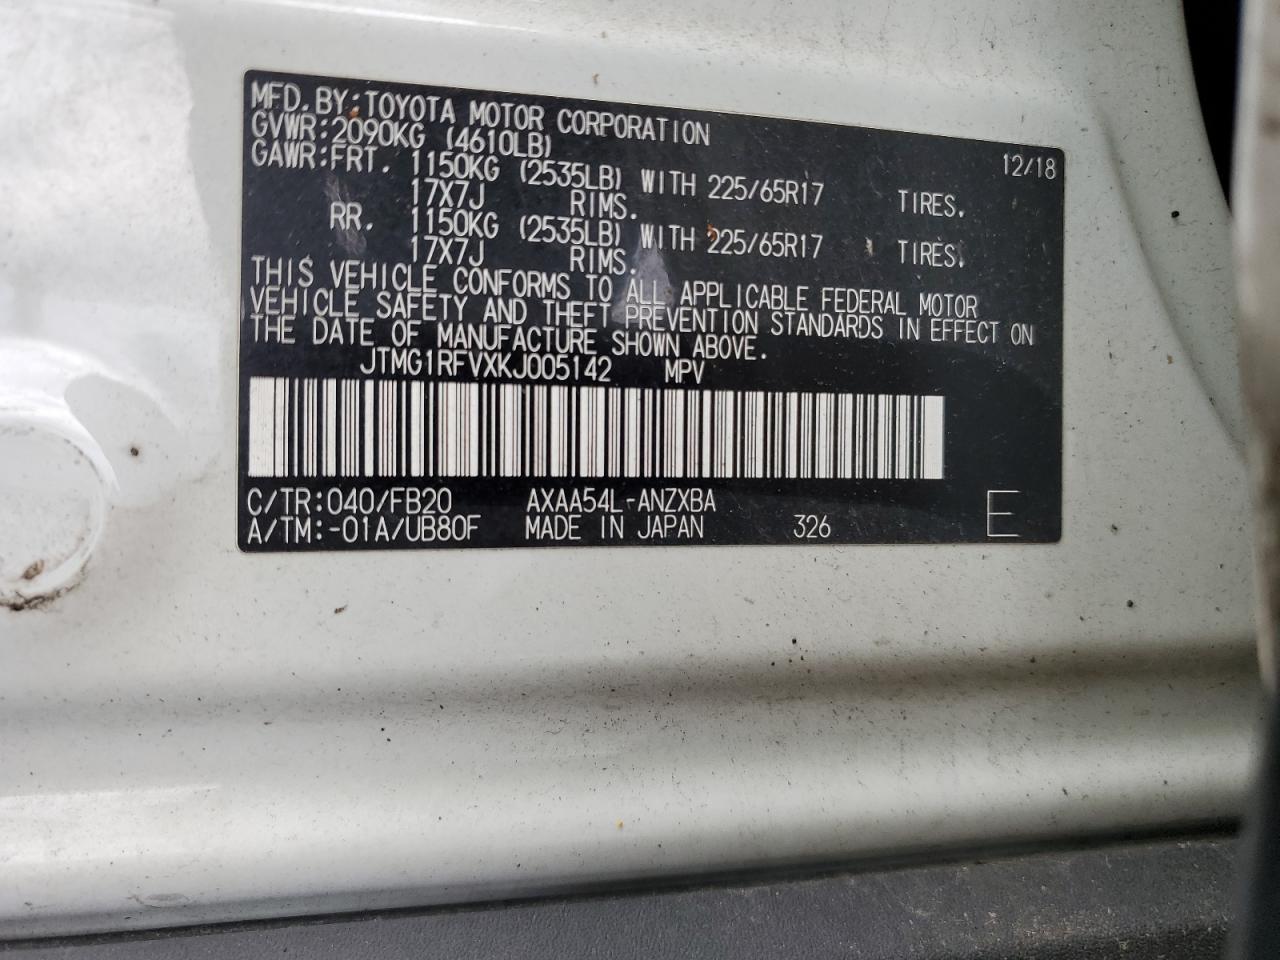 MFD.BY:TOYOTA MOTOR CORPORATION 12/18
GVWR:2090KG (4610LB)
GAWR:FRT. 1150KG (2535LB) WITH 225/65R17 TIRES.
17X7J RIMS.
RR. 1150KG (2535LB) WITH 225/65R17 TIRES.
17X7J RIMS.
THIS VEHICLE CONFORMS TO ALL APPLICABLE FEDERAL MOTOR
VEHICLE SAFETY AND THEFT PREVENTION STANDARDS IN EFFECT ON
THE DATE OF MANUFACTURE SHOWN ABOVE.
JTMG1RFVXKJ005142 MPV
C/TR:040/FB20 AXAA54L-ANZXBA
A/TM:-01A/UB80F MADE IN JAPAN 326 E